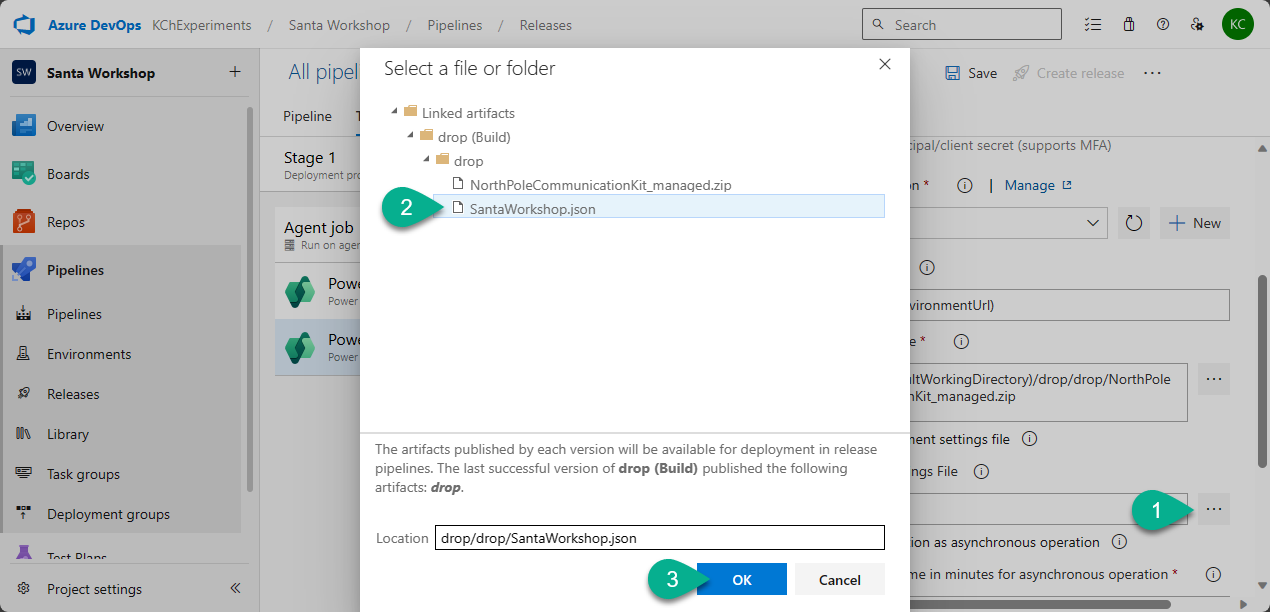 Azure DevOps KChExperiments / Santa Workshop / Pipelines / Releases
Search
KC
SW Santa Workshop +
Overview
Boards
Repos
Pipelines
Pipelines
Environments
Releases
Library
Task groups
Deployment groups
Test Plans
Project settings
All pipel
Save
Create release
Pipeline
T
Stage 1
Deployment pro
Agent job
Run on agen
Powe
Power
Powe
Power
Select a file or folder
Linked artifacts
drop (Build)
drop
NorthPoleCommunicationKit_managed.zip
2
SantaWorkshop.json
The artifacts published by each version will be available for deployment in release
pipelines. The last successful version of drop (Build) published the following
artifacts: drop.
Location
drop/drop/SantaWorkshop.json
3
OK
Cancel
cipal/client secret (supports MFA)
on * | Manage
New
vironmentUrl)
e *
ultWorkingDirectory)/drop/drop/NorthPole
nKit_managed.zip
ment settings file
ngs File
1
ion as asynchronous operation
me in minutes for asynchronous operation *